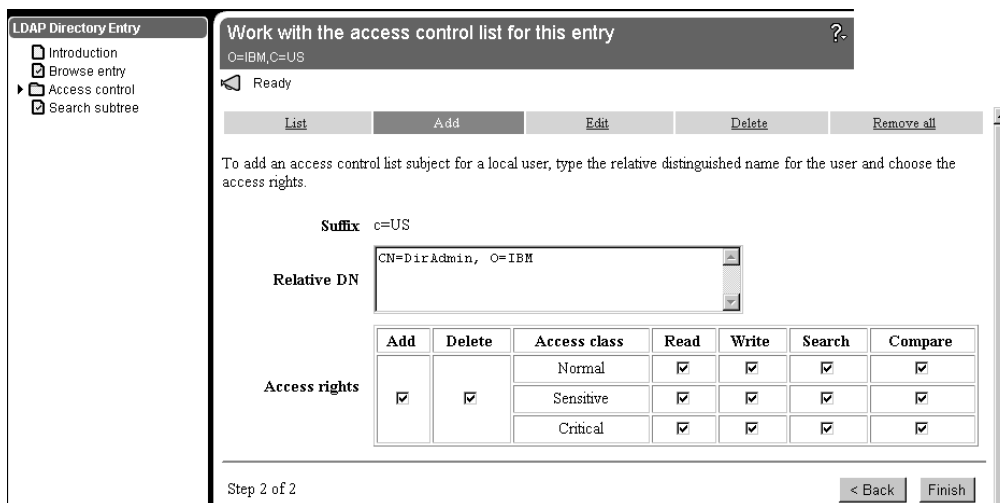 LDAP Directory Entry
Introduction
Browse entry
Access control
Search subtree
Work with the access control list for this entry
O=IBM,C=US
?
Ready
List Add Edit Delete Remove all
To add an access control list subject for a local user, type the relative distinguished name for the user and choose the
access rights.
Suffix c=US
Relative DN CN=DirAdmin, O=IBM
Access rights
Add Delete Access class Read Write Search Compare
Normal
Sensitive
Critical
Step 2 of 2
< Back Finish